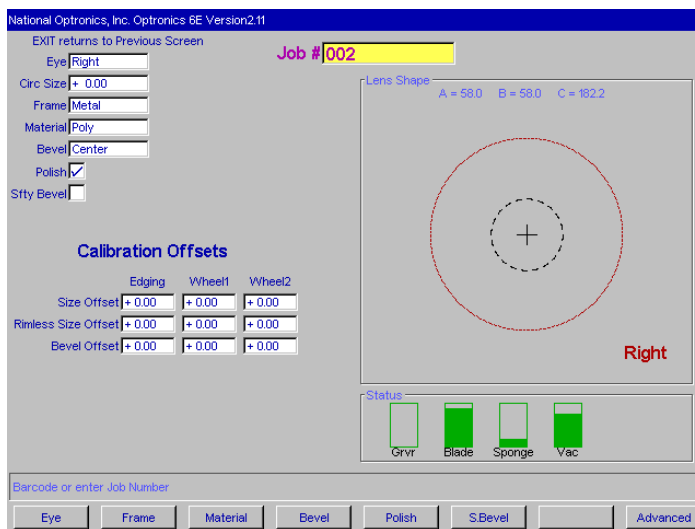 National Optronics, Inc. Optronics 6E Version2.11
EXIT returns to Previous Screen
Job # 002
Eye Right
Circ Size + 0.00
Frame Metal
Material Poly
Bevel Center
Polish
Sfty Bevel
Lens Shape
A = 58.0 B = 58.0 C = 182.2
Right
Calibration Offsets
Edging Wheel1 Wheel2
Size Offset + 0.00 + 0.00 + 0.00
Rimless Size Offset + 0.00 + 0.00 + 0.00
Bevel Offset + 0.00 + 0.00 + 0.00
Status
Grvr Blade Sponge Vac
Barcode or enter Job Number
Eye Frame Material Bevel Polish S.Bevel Advanced